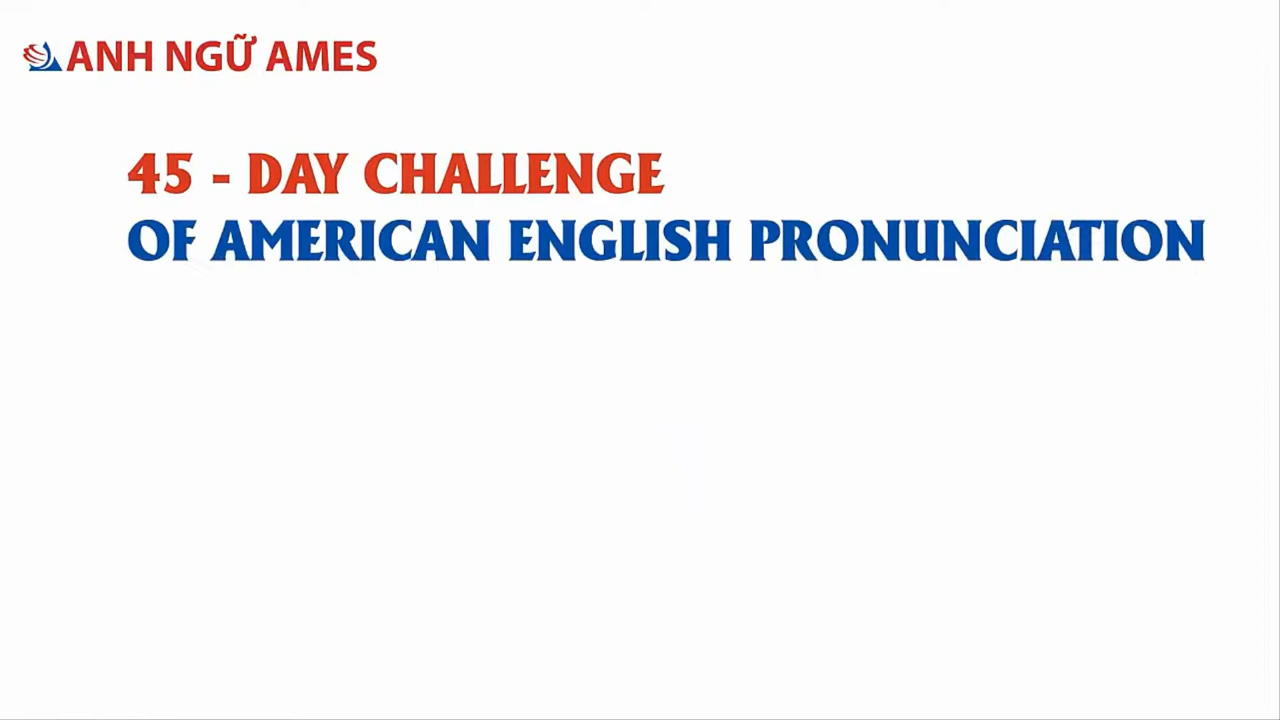 ANH NGỮ AMES
45 - DAY CHALLENGE
OF AMERICAN ENGLISH PRONUNCIATION